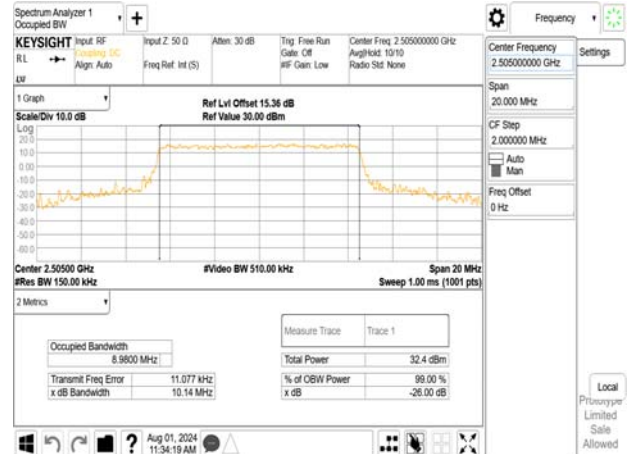 Spectrum Analyzer 1
Occupied BW
Frequency
KEYSIGHT
Input: RF
Coupling: DC
Align: Auto
Input Z: 50 Ω
Freq Ref: Int (S)
Atten: 30 dB
Trig: Free Run
Gate: Off
#IF Gain: Low
Center Freq: 2.505000000 GHz
Avg|Hold: 10/10
Radio Std: None
RL
LW
Center Frequency
2.505000000 GHz
Settings
Span
20.000 MHz
CF Step
2.000000 MHz
Auto
Man
Freq Offset
0 Hz
1 Graph
Scale/Div 10.0 dB
Ref Lvl Offset 15.36 dB
Ref Value 30.00 dBm
Log
20.0
10.0
0.00
-10.0
-20.0
-30.0
-40.0
-50.0
-60.0
Center 2.50500 GHz
#Video BW 510.00 kHz
Span 20 MHz
#Res BW 150.00 kHz
Sweep 1.00 ms (1001 pts)
2 Metrics
Measure Trace Trace 1
Occupied Bandwidth
8.9800 MHz
Total Power 32.4 dBm
Transmit Freq Error 11.077 kHz
% of OBW Power 99.00 %
x dB Bandwidth 10.14 MHz
x dB -26.00 dB
Local
Prototype
Limited
Sale
Allowed
Aug 01, 2024
11:34:19 AM